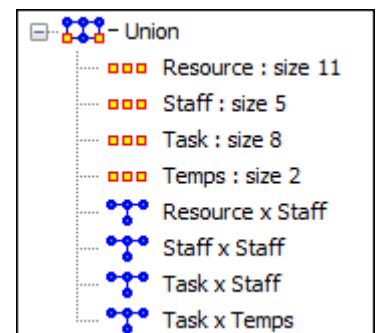 Union
Resource : size 11
Staff : size 5
Task : size 8
Temps : size 2
Resource x Staff
Staff x Staff
Task x Staff
Task x Temps